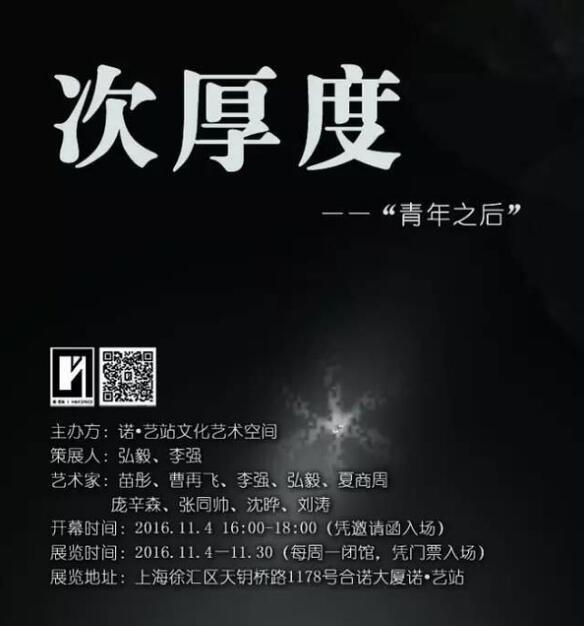 次厚度
——“青年之后”
主办方：诺•艺站文化艺术空间
策展人：弘毅、李强
艺术家：苗彤、曹再飞、李强、弘毅、夏商周
庞辛森、张同帅、沈晔、刘涛
开幕时间：2016.11.4 16:00-18:00（凭邀请函入场）
展览时间：2016.11.4—11.30（每周一闭馆，凭门票入场）
展览地址：上海徐汇区天钥桥路1178号合诺大厦诺•艺站